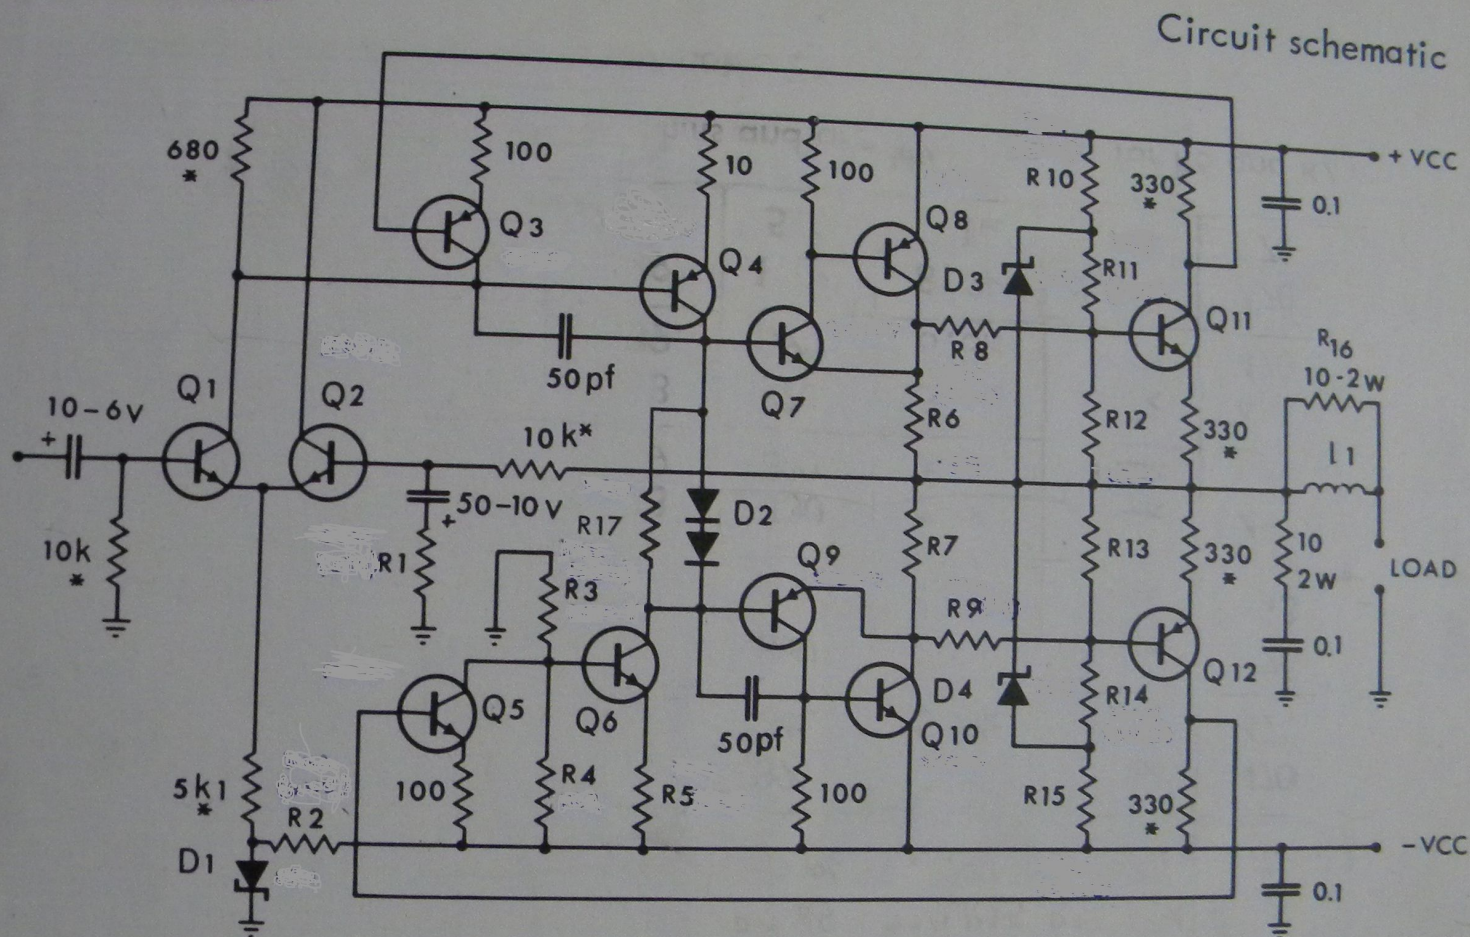 Circuit schematic
680
*
100
10
100
R10
330
*
+ VCC
0.1
Q3
Q4
Q8
D3
R11
Q11
R 8
50pf
Q7
R6
R12
330
*
R16
10-2w
l1
Q1
Q2
10-6v
+
10k*
50-10v
+
10k
*
R1
R17
D2
R7
R13
330
*
10
2w
LOAD
R3
Q9
R9
0.1
Q5
Q6
50pf
D4
Q10
R14
Q12
5k1
*
R2
100
R4
R5
100
R15
330
*
D1
-VCC
0.1